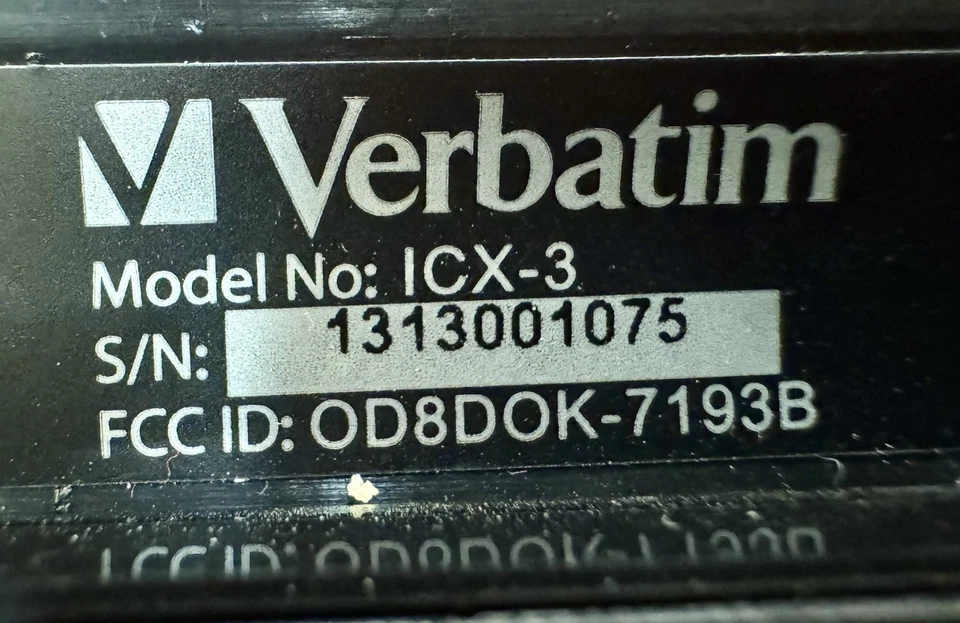 Verbatim
Model No: ICX-3
S/N: 1313001075
FCC ID: OD8DOK-7193B